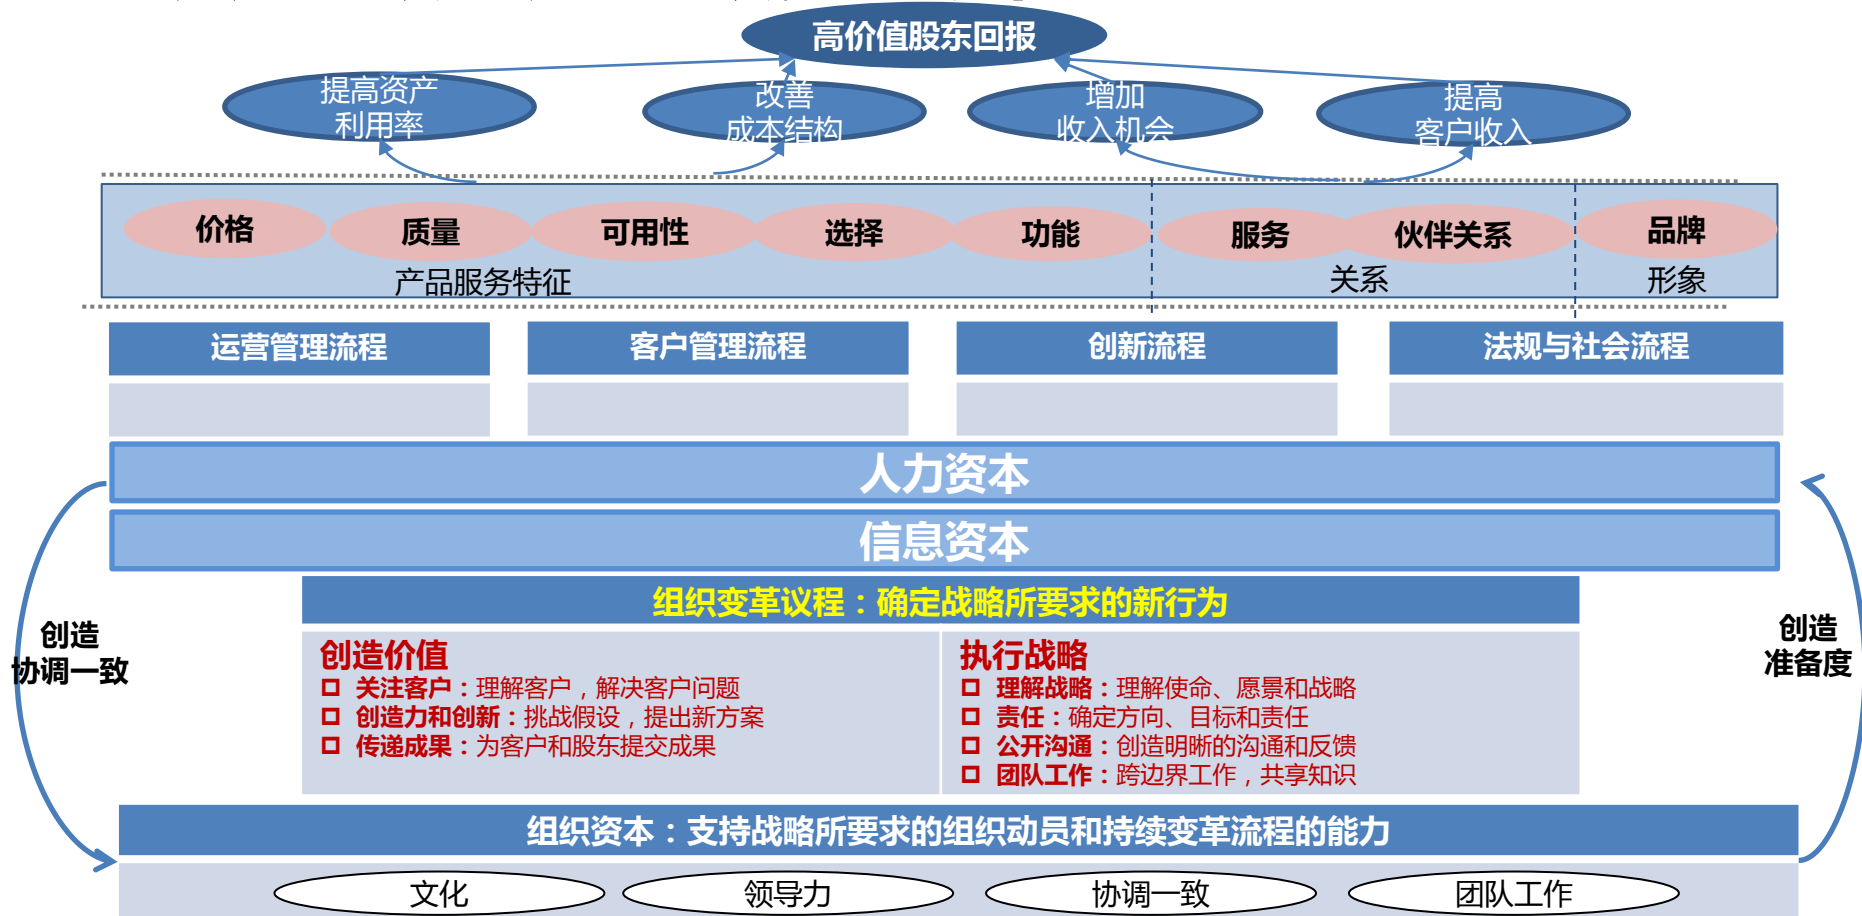 高价值股东回报
提高资产
利用率
改善
成本结构
增加
收入机会
提高
客户收入
价格
质量
可用性
选择
功能
服务
伙伴关系
品牌
产品服务特征
关系
形象
运营管理流程
客户管理流程
创新流程
法规与社会流程
人力资本
信息资本
组织变革议程：确定战略所要求的新行为
创造
协调一致
创造价值
关注客户：理解客户，解决客户问题
创造力和创新：挑战假设，提出新方案
传递成果：为客户和股东提交成果
执行战略
理解战略：理解使命、愿景和战略
责任：确定方向、目标和责任
公开沟通：创造明晰的沟通和反馈
团队工作：跨边界工作，共享知识
创造
准备度
组织资本：支持战略所要求的组织动员和持续变革流程的能力
文化
领导力
协调一致
团队工作